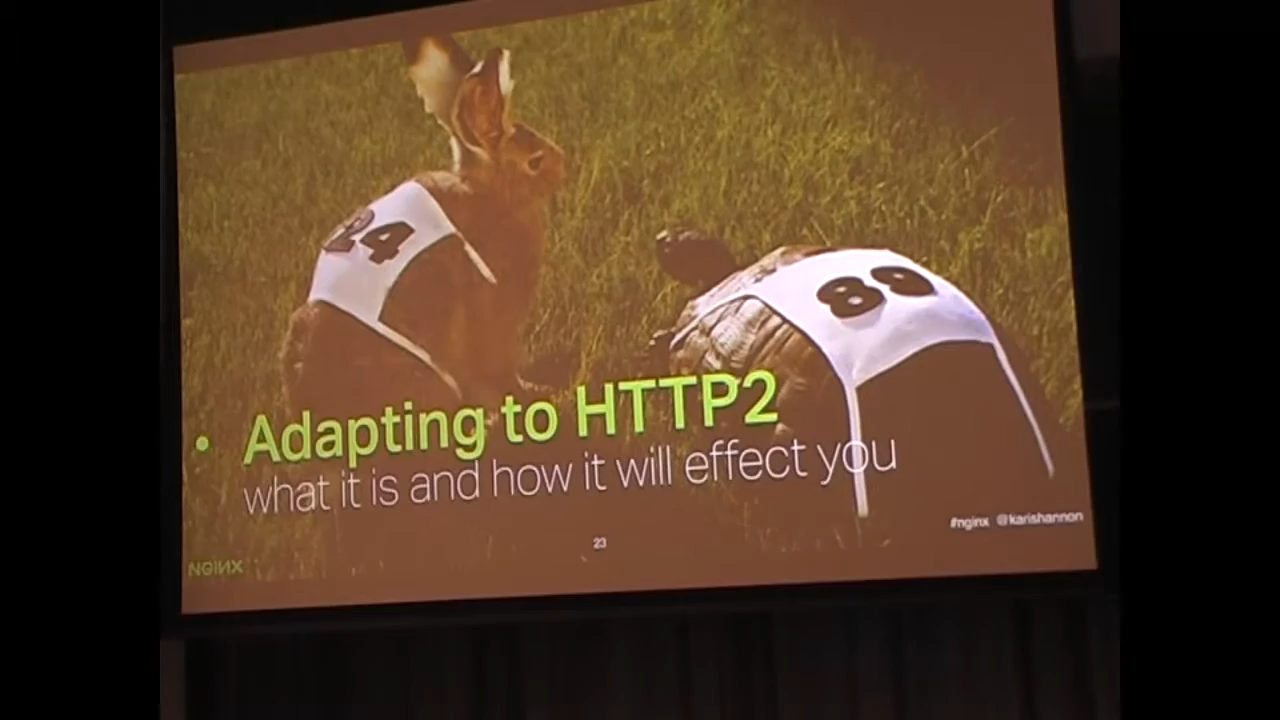 24
89
• Adapting to HTTP2
what it is and how it will effect you
#nginx @karishannon
23
NGINX